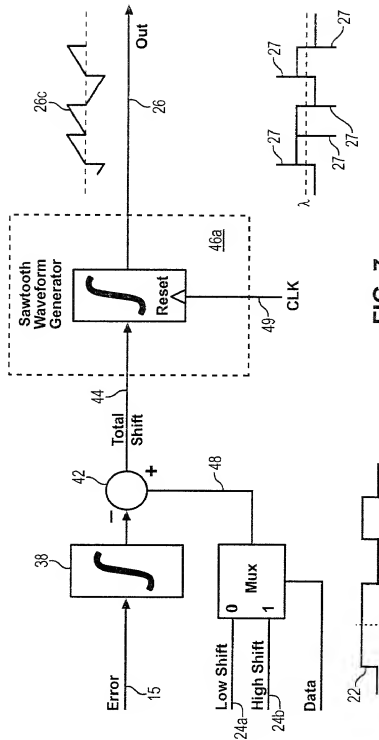 Error
15
38
42
−
+
Total
Shift
44
Sawtooth
Waveform
Generator
Reset
46a
49
CLK
26
26c
Out
Low Shift
24a
High Shift
24b
0
1
Mux
48
Data
22
λ
27
27
27
27
27
FIG.